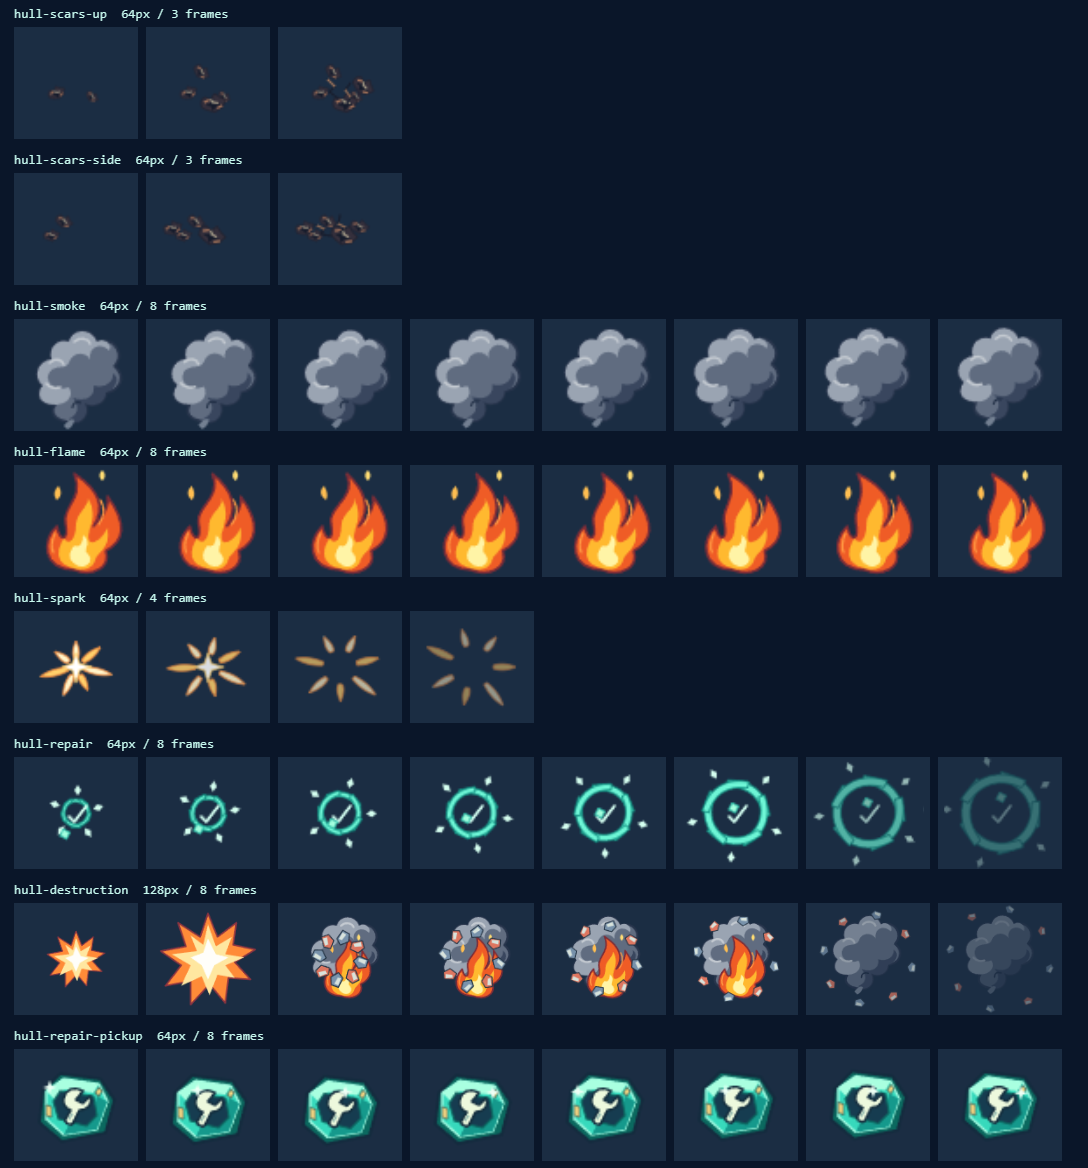 hull-scars-up  64px / 3 frames
hull-scars-side  64px / 3 frames
hull-smoke  64px / 8 frames
hull-flame  64px / 8 frames
hull-spark  64px / 4 frames
hull-repair  64px / 8 frames
hull-destruction  128px / 8 frames
hull-repair-pickup  64px / 8 frames